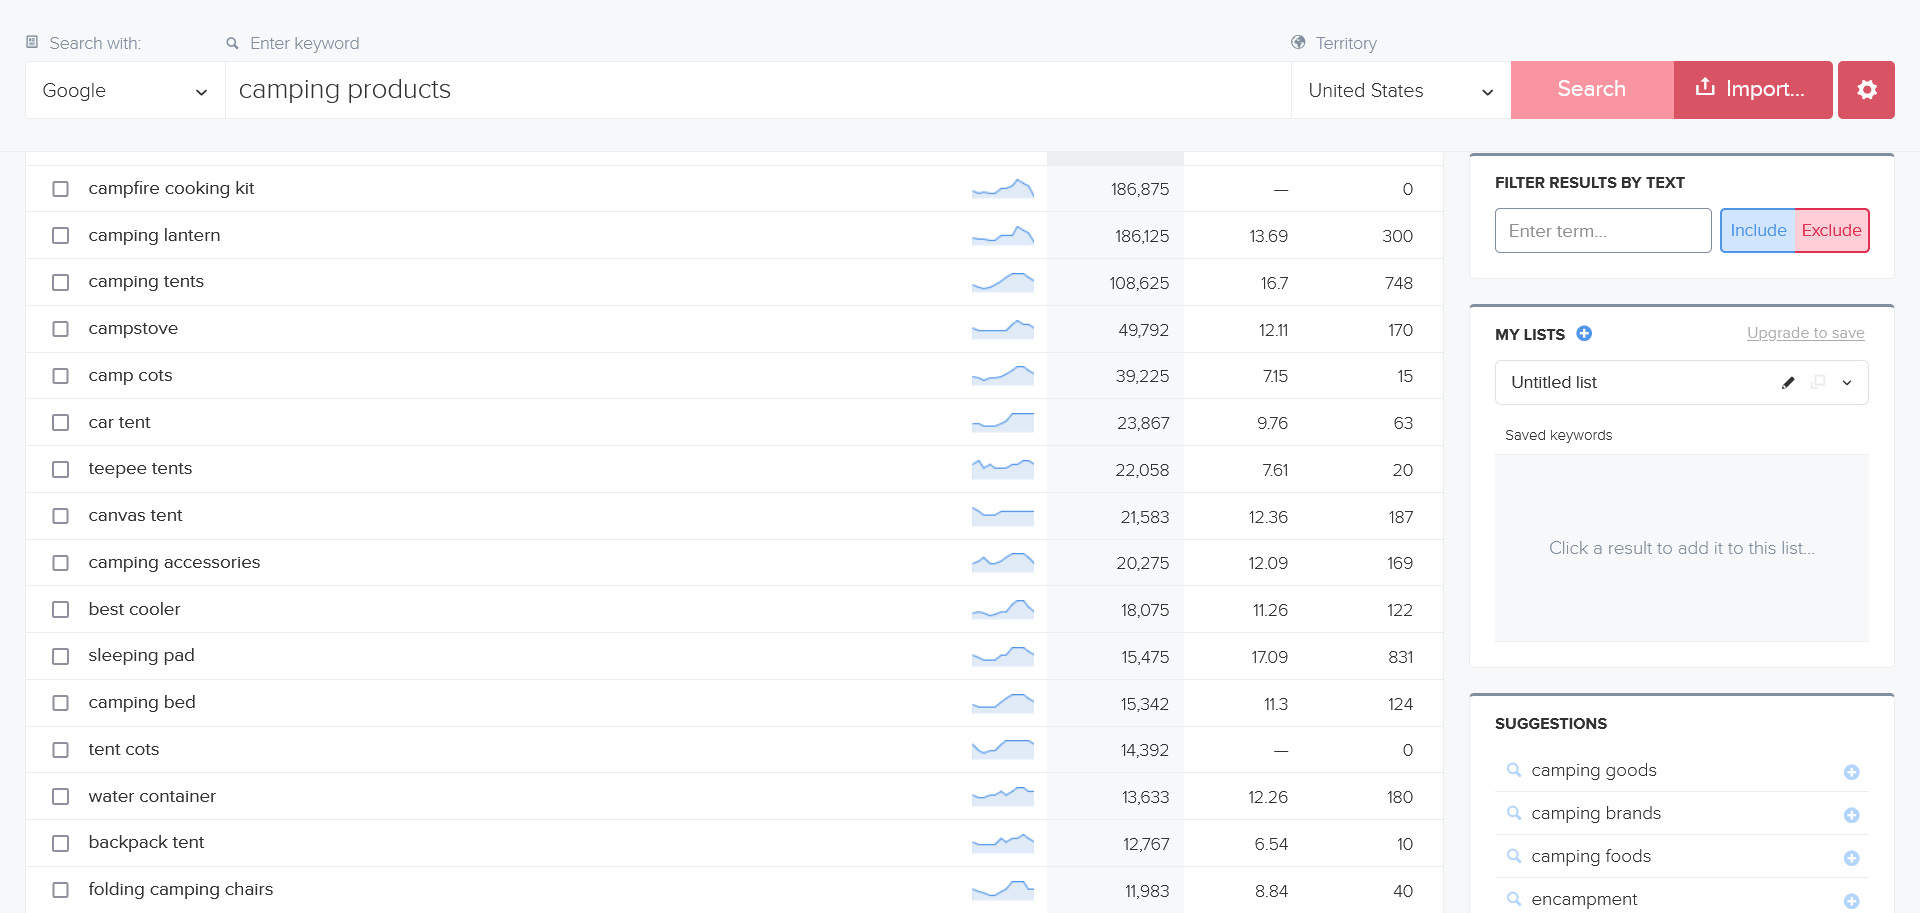 Search with:
Enter keyword
Territory
Google
camping products
United States
Search
Import...
campfire cooking kit 186,875 — 0
camping lantern 186,125 13.69 300
camping tents 108,625 16.7 748
campstove 49,792 12.11 170
camp cots 39,225 7.15 15
car tent 23,867 9.76 63
teepee tents 22,058 7.61 20
canvas tent 21,583 12.36 187
camping accessories 20,275 12.09 169
best cooler 18,075 11.26 122
sleeping pad 15,475 17.09 831
camping bed 15,342 11.3 124
tent cots 14,392 — 0
water container 13,633 12.26 180
backpack tent 12,767 6.54 10
folding camping chairs 11,983 8.84 40
FILTER RESULTS BY TEXT
Enter term...
Include
Exclude
MY LISTS
Upgrade to save
Untitled list
Saved keywords
Click a result to add it to this list...
SUGGESTIONS
camping goods
camping brands
camping foods
encampment